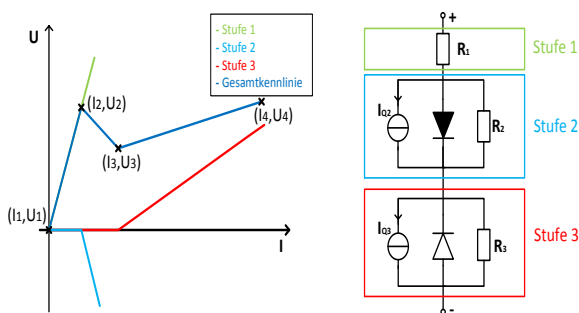 U
- Stufe 1
- Stufe 2
- Stufe 3
- Gesamtkennlinie
(I2,U2)
(I3,U3)
(I4,U4)
(I1,U1)
I
+
R1
Stufe 1
IQ2
R2
Stufe 2
IQ3
R3
Stufe 3
-